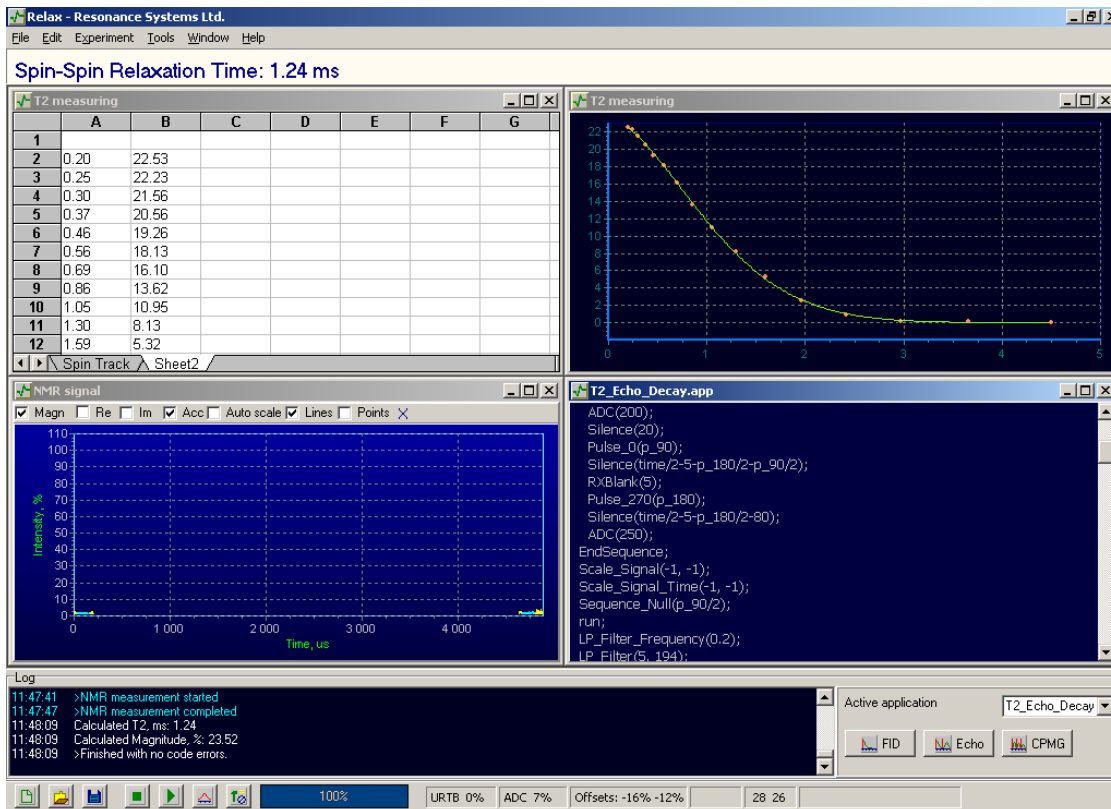 Relax - Resonance Systems Ltd.
File Edit Experiment Tools Window Help
Spin-Spin Relaxation Time: 1.24 ms
T2 measuring
A B C D E F G
1
2 0.20 22.53
3 0.25 22.23
4 0.30 21.56
5 0.37 20.56
6 0.46 19.26
7 0.56 18.13
8 0.69 16.10
9 0.86 13.62
10 1.05 10.95
11 1.30 8.13
12 1.59 5.32
Spin Track Sheet2
T2 measuring
22
20
18
16
14
12
10
8
6
4
2
0
0 1 2 3 4 5
NMR signal
Magn Re Im Acc Auto scale Lines Points
Intensity, %
110
100
90
80
70
60
50
40
30
20
10
0
0 1 000 2 000 3 000 4 000
Time, us
T2_Echo_Decay.app
ADC(200);
Silence(20);
Pulse_0(p_90);
Silence(time/2-5-p_180/2-p_90/2);
RXBlank(5);
Pulse_270(p_180);
Silence(time/2-5-p_180/2-80);
ADC(250);
EndSequence;
Scale_Signal(-1, -1);
Scale_Signal_Time(-1, -1);
Sequence_Null(p_90/2);
run;
LP_Filter_Frequency(0.2);
LP_Filter(5, 194);
Log
11:47:41 >NMR measurement started
11:47:47 >NMR measurement completed
11:48:09 Calculated T2, ms: 1.24
11:48:09 Calculated Magnitude, %: 23.52
11:48:09 >Finished with no code errors.
Active application T2_Echo_Decay
FID Echo CPMG
100% URTB 0% ADC 7% Offsets: -16% -12% 28 26